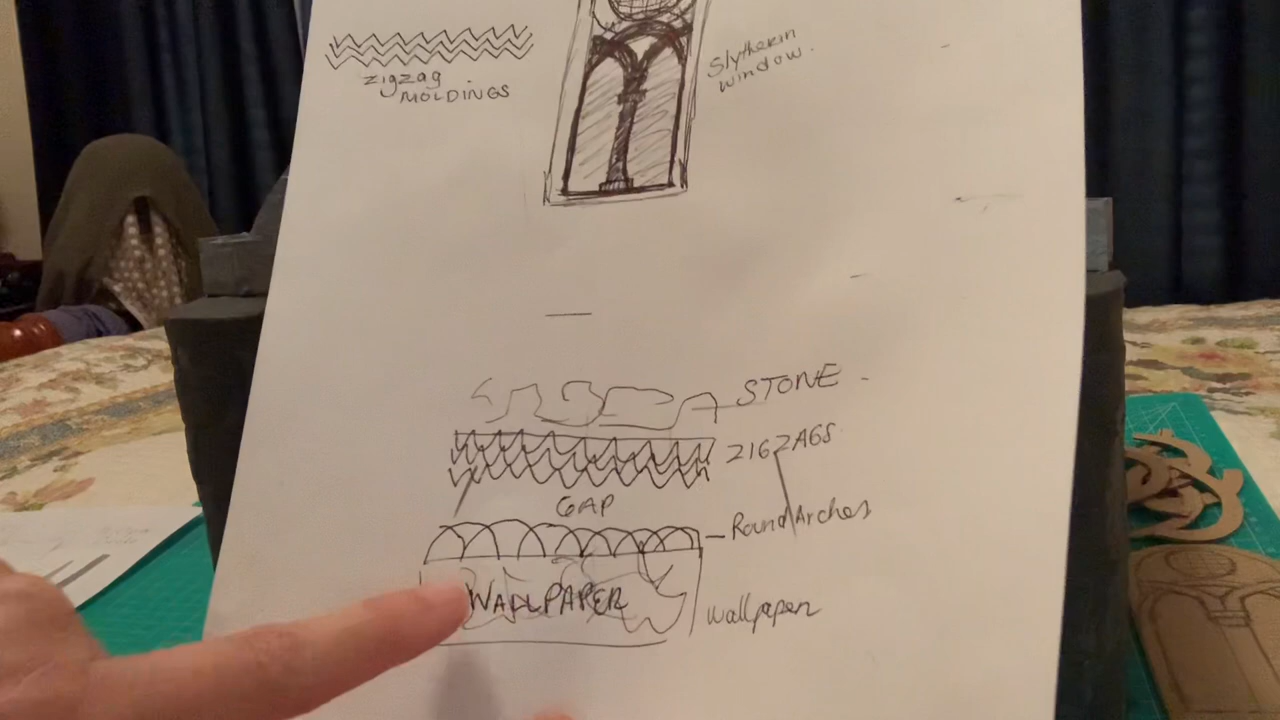 zigzag
MOLDINGS
Slytherin
window.
STONE
ZIGZAGS
GAP
Round Arches
WALLPAPER
wallpaper